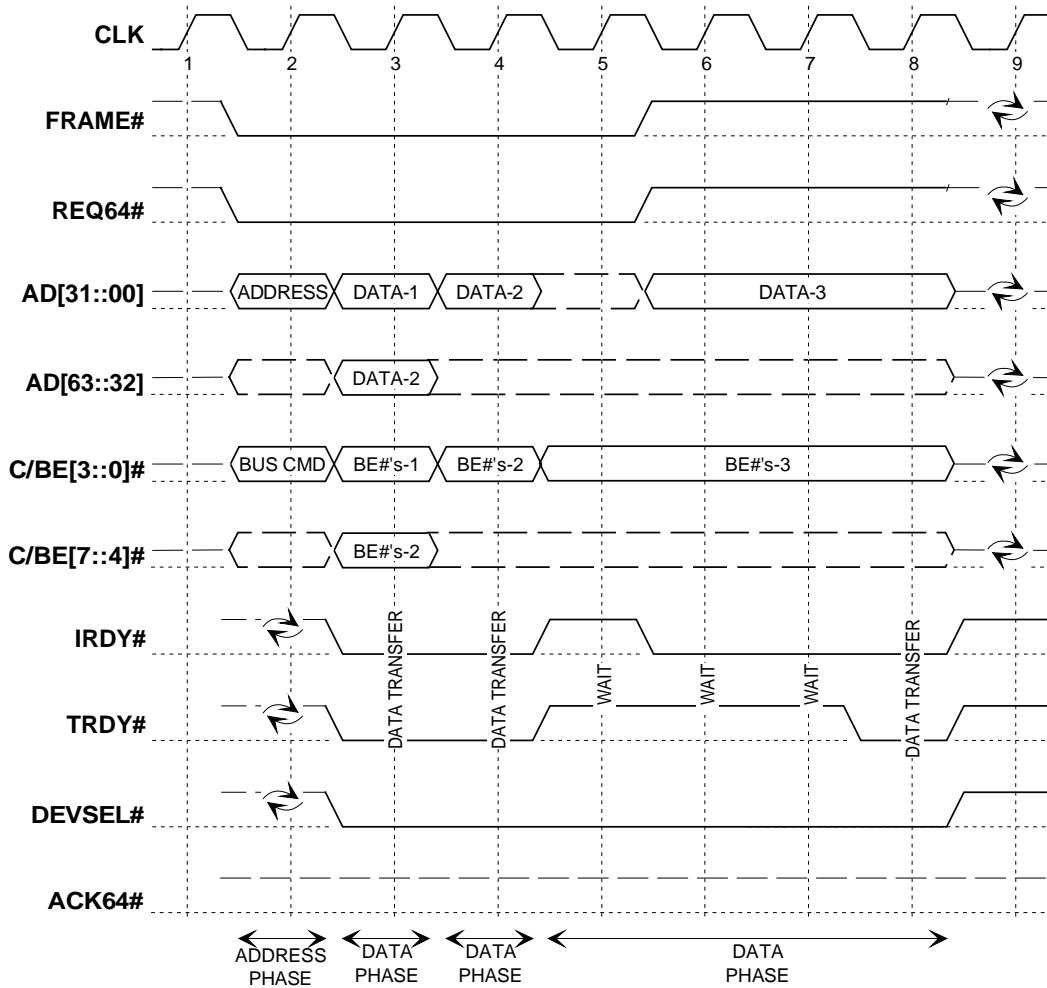 CLK
1 2 3 4 5 6 7 8 9
FRAME#
REQ64#
AD[31::00] ADDRESS DATA-1 DATA-2 DATA-3
AD[63::32] DATA-2
C/BE[3::0]# BUS CMD BE#'s-1 BE#'s-2 BE#'s-3
C/BE[7::4]# BE#'s-2
IRDY#
DATA TRANSFER
DATA TRANSFER
WAIT
WAIT
WAIT
DATA TRANSFER
TRDY#
DEVSEL#
ACK64#
ADDRESS
PHASE
DATA
PHASE
DATA
PHASE
DATA
PHASE